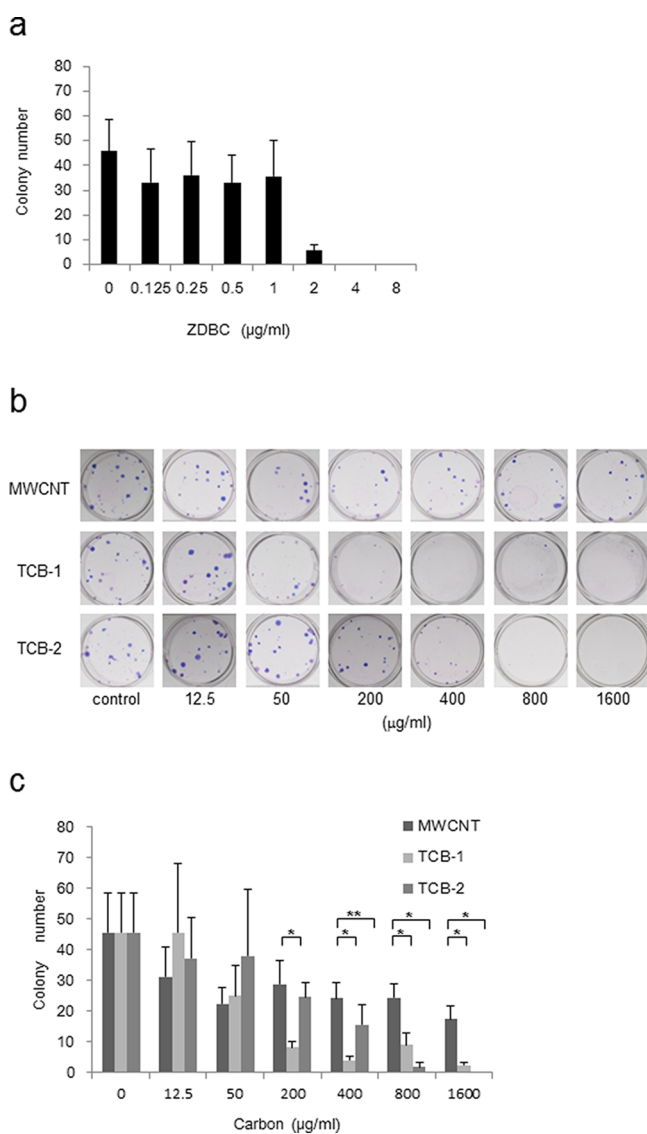 a
80
70
60
50
40
30
20
10
0
Colony number
0 0.125 0.25 0.5 1 2 4 8
ZDBC (μg/ml)
b
MWCNT
TCB-1
TCB-2
control 12.5 50 200 400 800 1600
(μg/ml)
c
80
70
60
50
40
30
20
10
0
Colony number
MWCNT
TCB-1
TCB-2
*
**
*
*
*
*
*
0 12.5 50 200 400 800 1600
Carbon (μg/ml)